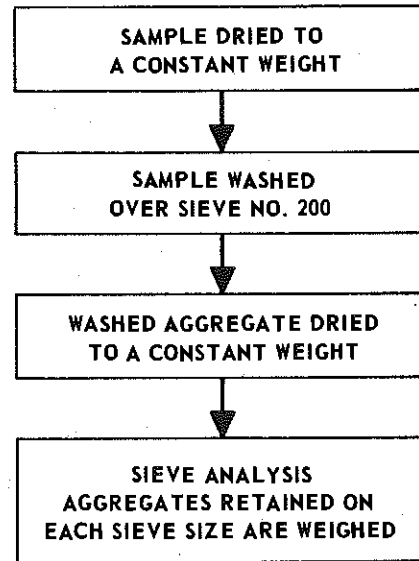 SAMPLE DRIED TO
A CONSTANT WEIGHT
SAMPLE WASHED
OVER SIEVE NO. 200
WASHED AGGREGATE DRIED
TO A CONSTANT WEIGHT
SIEVE ANALYSIS
AGGREGATES RETAINED ON
EACH SIEVE SIZE ARE WEIGHED